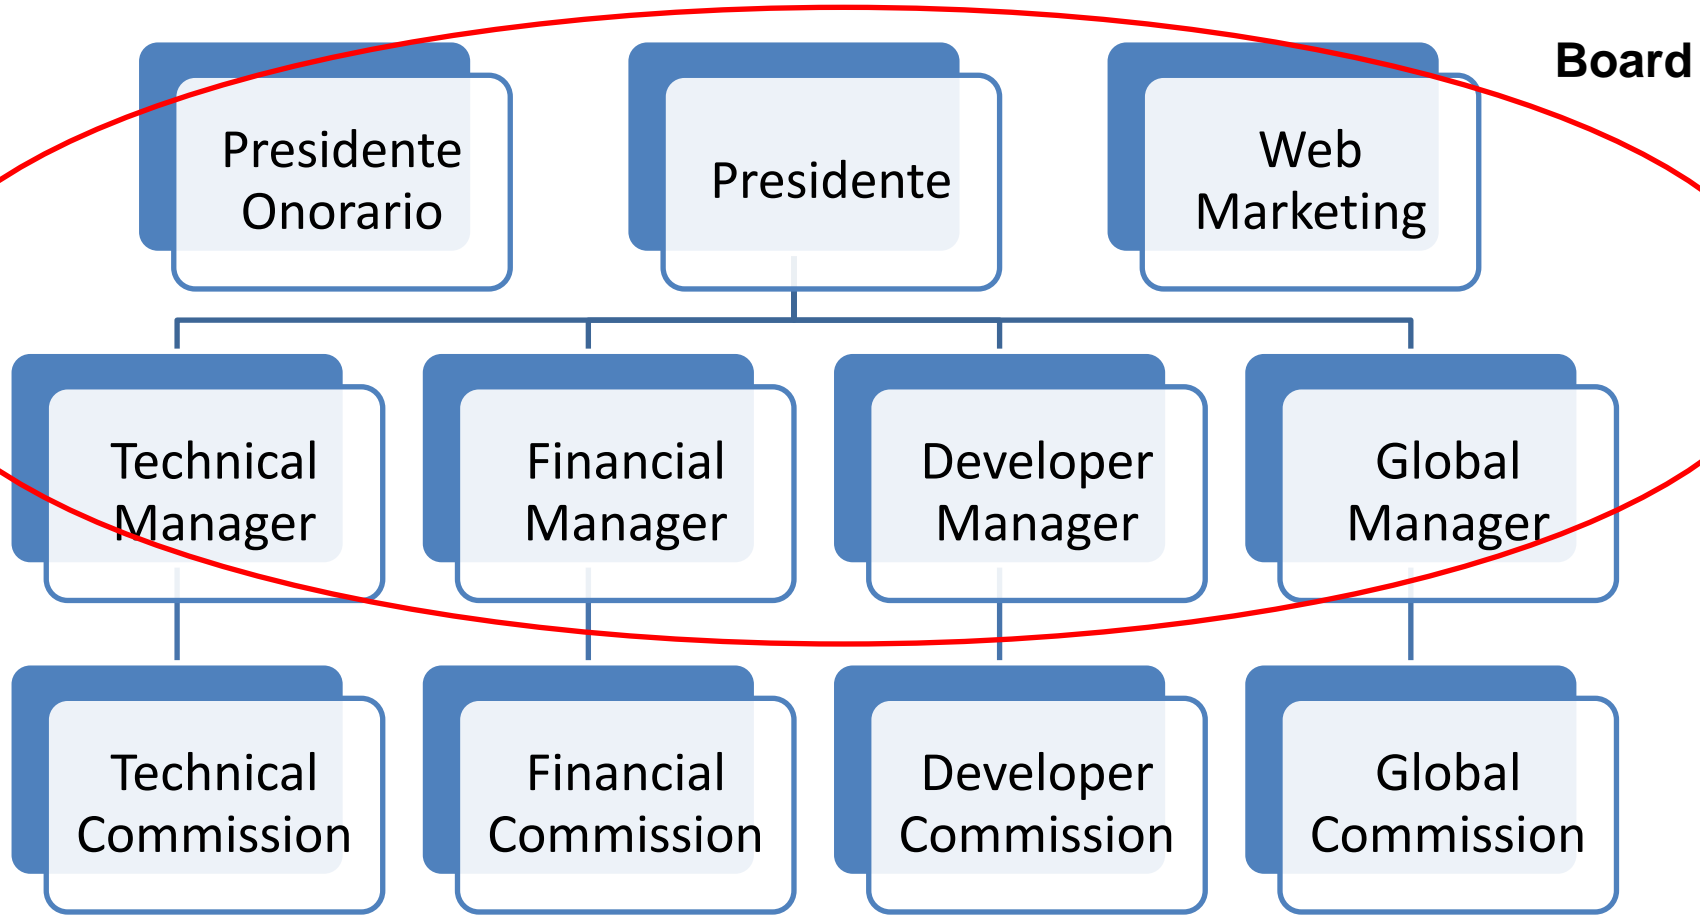 Board
Presidente
Onorario
Presidente
Web
Marketing
Technical
Manager
Financial
Manager
Developer
Manager
Global
Manager
Technical
Commission
Financial
Commission
Developer
Commission
Global
Commission